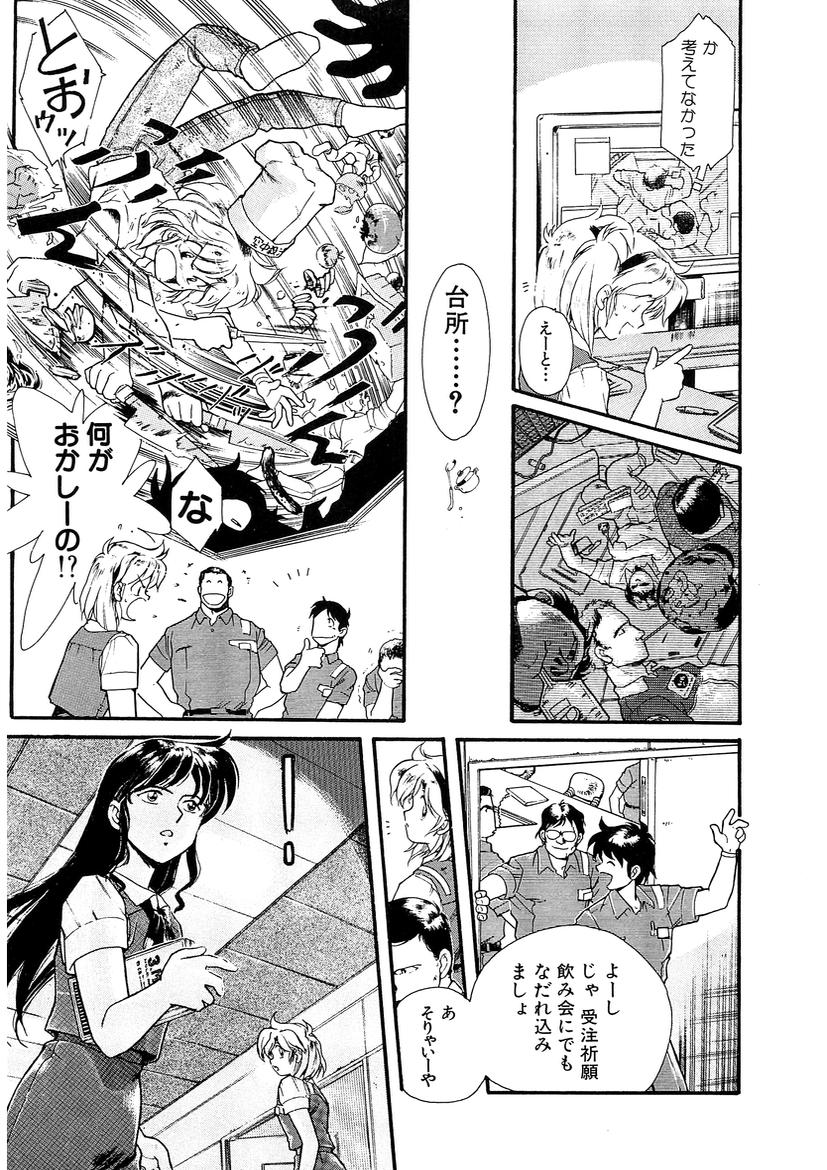 か
考えてなかった
えーと…
台所……？
とおゥッ
な
何が
おかしーの!?
よーし
じゃ 受注祈願
飲み会にでも
なだれ込み
ましょ
あ
そりゃいーや
！